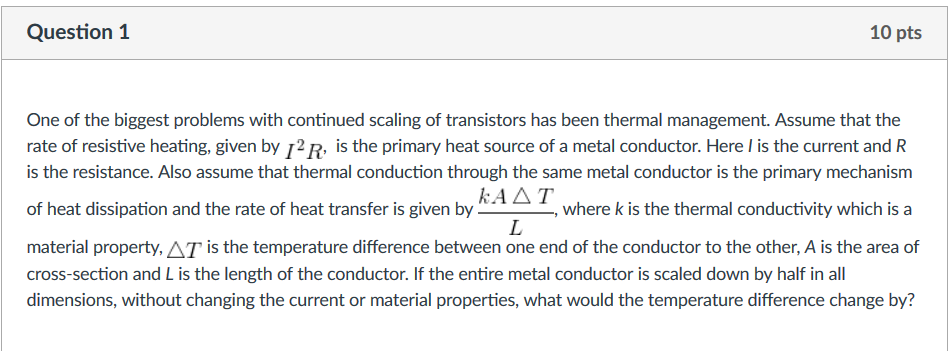 Question 1 10 pts
One of the biggest problems with continued scaling of transistors has been thermal management. Assume that the
rate of resistive heating, given by I²R, is the primary heat source of a metal conductor. Here I is the current and R
is the resistance. Also assume that thermal conduction through the same metal conductor is the primary mechanism
of heat dissipation and the rate of heat transfer is given by kA△T/L, where k is the thermal conductivity which is a
material property, △T is the temperature difference between one end of the conductor to the other, A is the area of
cross-section and L is the length of the conductor. If the entire metal conductor is scaled down by half in all
dimensions, without changing the current or material properties, what would the temperature difference change by?